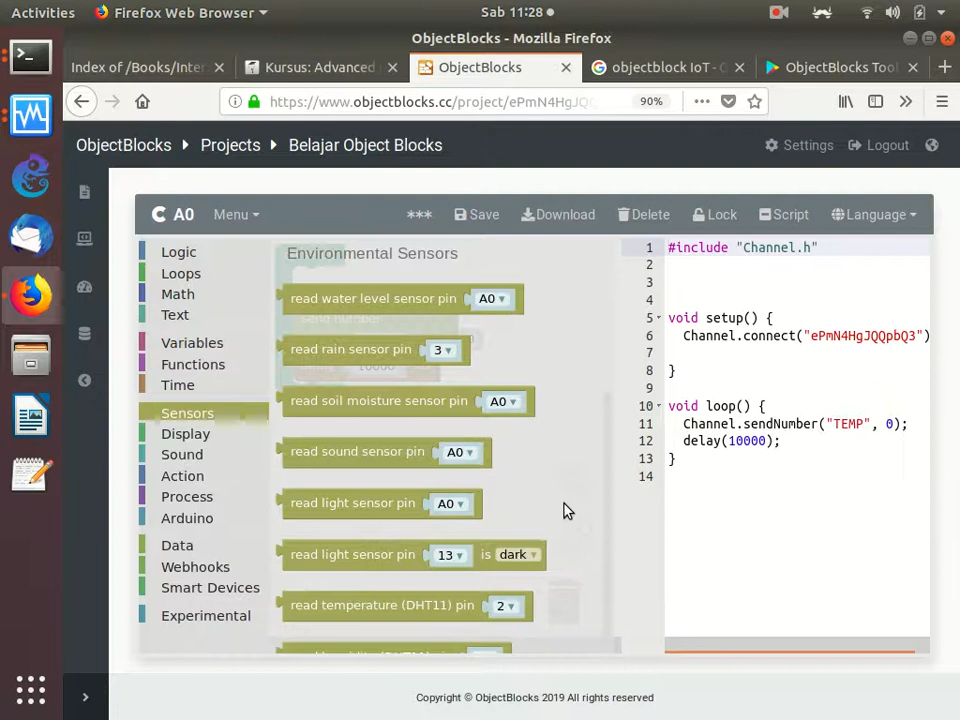 Activities
Firefox Web Browser
Sab 11:28
ObjectBlocks - Mozilla Firefox
Index of /Books/Inter
Kursus: Advanced
ObjectBlocks
objectblock IoT - G
ObjectBlocks Tool
https://www.objectblocks.cc/project/ePmN4HgJQ
90%
ObjectBlocks
Projects
Belajar Object Blocks
Settings
Logout
A0
Menu
***
Save
Download
Delete
Lock
Script
Language
Logic
Loops
Math
Text
Variables
Functions
Time
Sensors
Display
Sound
Action
Process
Arduino
Data
Webhooks
Smart Devices
Experimental
Environmental Sensors
read water level sensor pin A0
send number
read rain sensor pin 3
10000
read soil moisture sensor pin A0
read sound sensor pin A0
read light sensor pin A0
read light sensor pin 13 is dark
read temperature (DHT11) pin 2
1 #include "Channel.h"
2
3
4
5 void setup() {
6 Channel.connect("ePmN4HgJQQpbQ3")
7
8 }
9
10 void loop() {
11 Channel.sendNumber("TEMP", 0);
12 delay(10000);
13 }
14
Copyright © ObjectBlocks 2019 All rights reserved